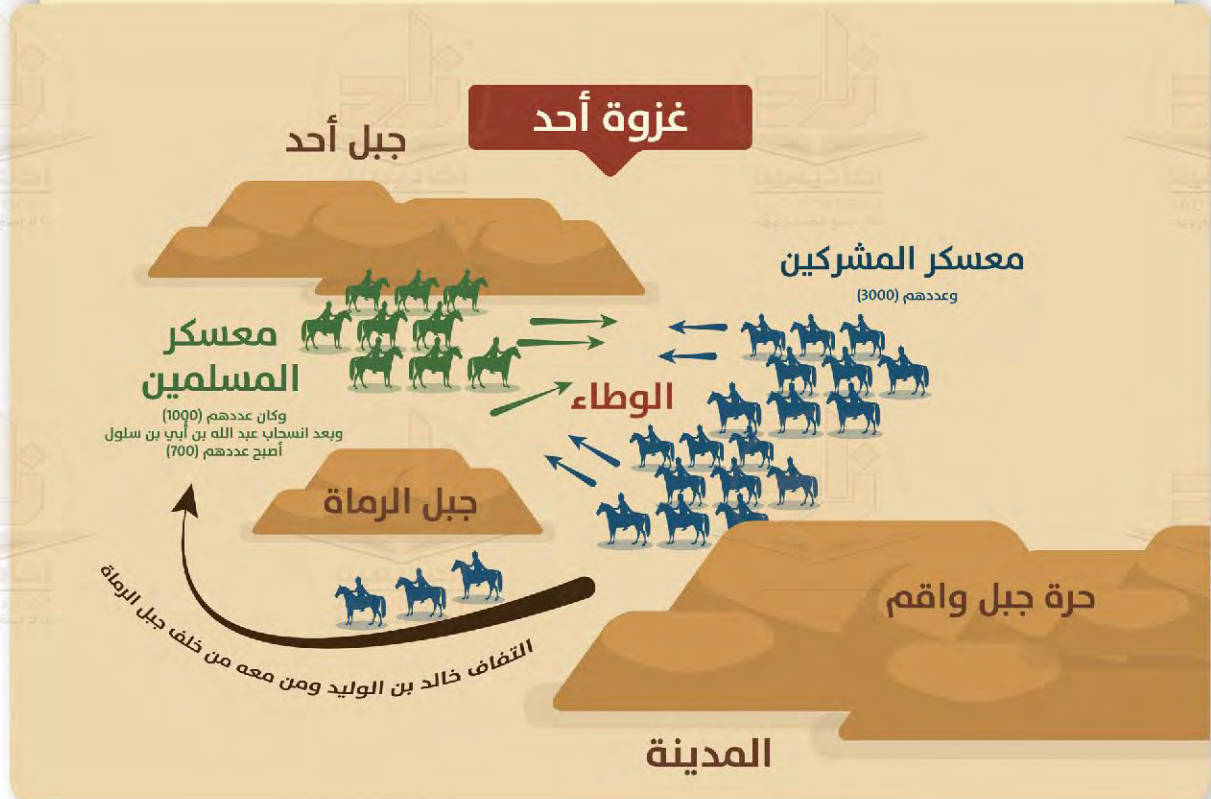 غزوة أحد
جبل أحد
معسكر المشركين
وعددهم (3000)
معسكر
المسلمين
وكان عددهم (1000)
وبعد انسحاب عبد الله بن أبي بن سلول
أصبح عددهم (700)
الوطاء
جبل الرماة
حرة جبل واقم
التفاف خالد بن الوليد ومن معه من خلف جبل الرماة
المدينة